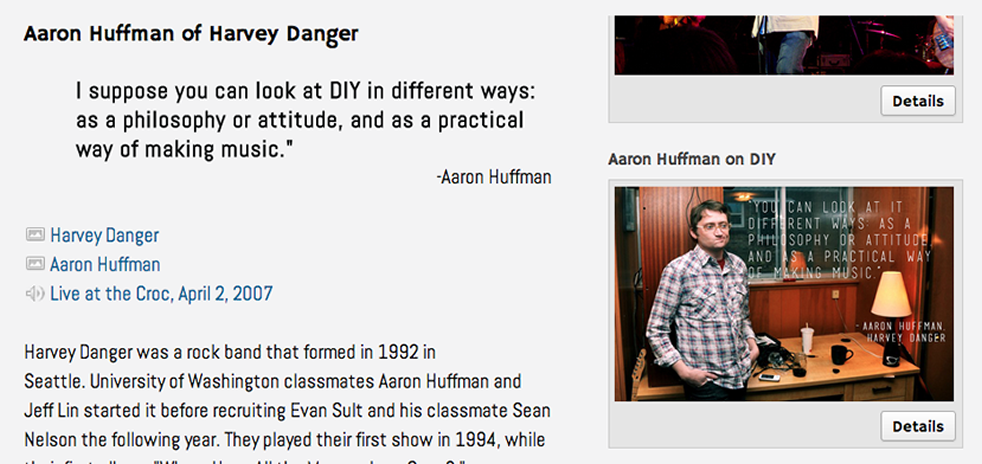 Aaron Huffman of Harvey Danger
I suppose you can look at DIY in different ways:
as a philosophy or attitude, and as a practical
way of making music."
-Aaron Huffman
Harvey Danger
Aaron Huffman
Live at the Croc, April 2, 2007
Harvey Danger was a rock band that formed in 1992 in
Seattle. University of Washington classmates Aaron Huffman and
Jeff Lin started it before recruiting Evan Sult and his classmate Sean
Nelson the following year. They played their first show in 1994, while
Details
Aaron Huffman on DIY
"YOU CAN LOOK AT IT
DIFFERENT WAYS: AS A
PHILOSOPHY OR ATTITUDE,
AND AS A PRACTICAL WAY
OF MAKING MUSIC."
- AARON HUFFMAN,
HARVEY DANGER
Details